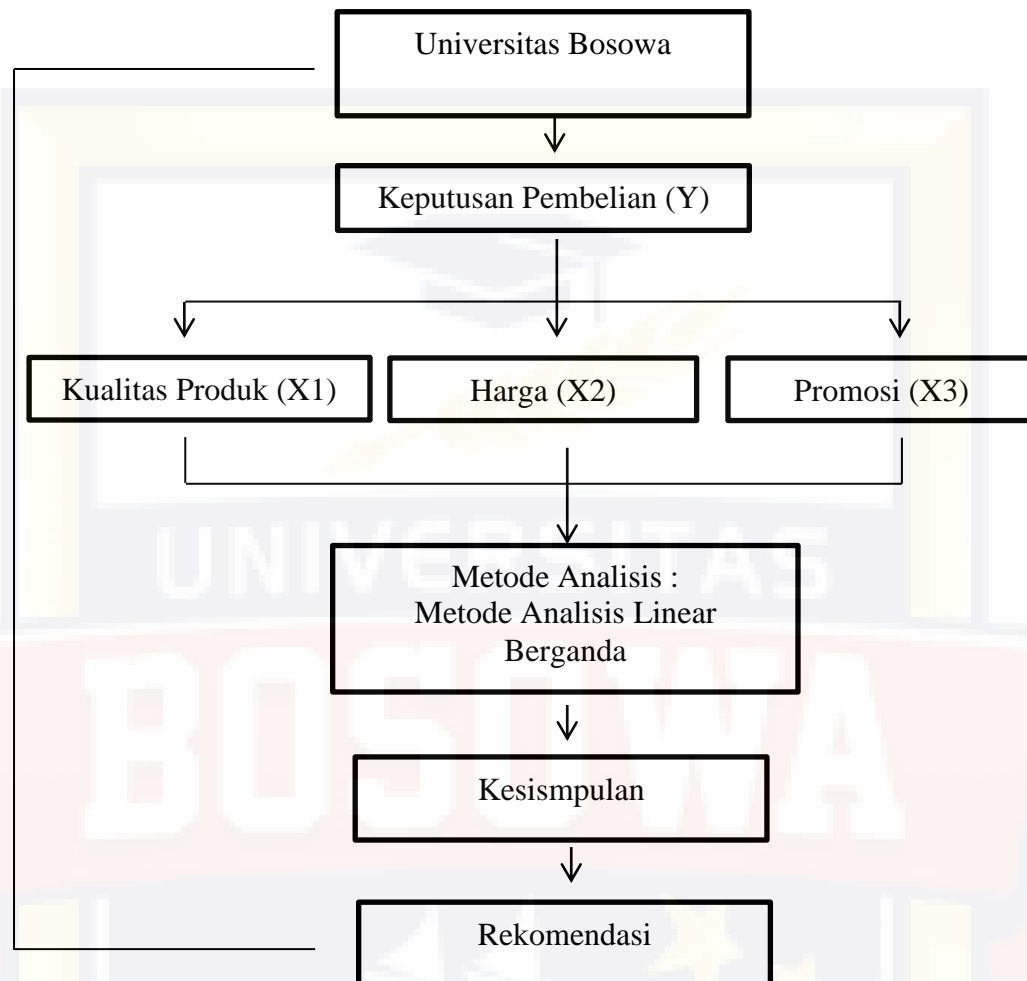 Universitas Bosowa
Keputusan Pembelian (Y)
Kualitas Produk (X1)
Harga (X2)
Promosi (X3)
UNIVERSITAS
Metode Analisis :
Metode Analisis Linear
Berganda
BOSOWA
Kesismpulan
Rekomendasi